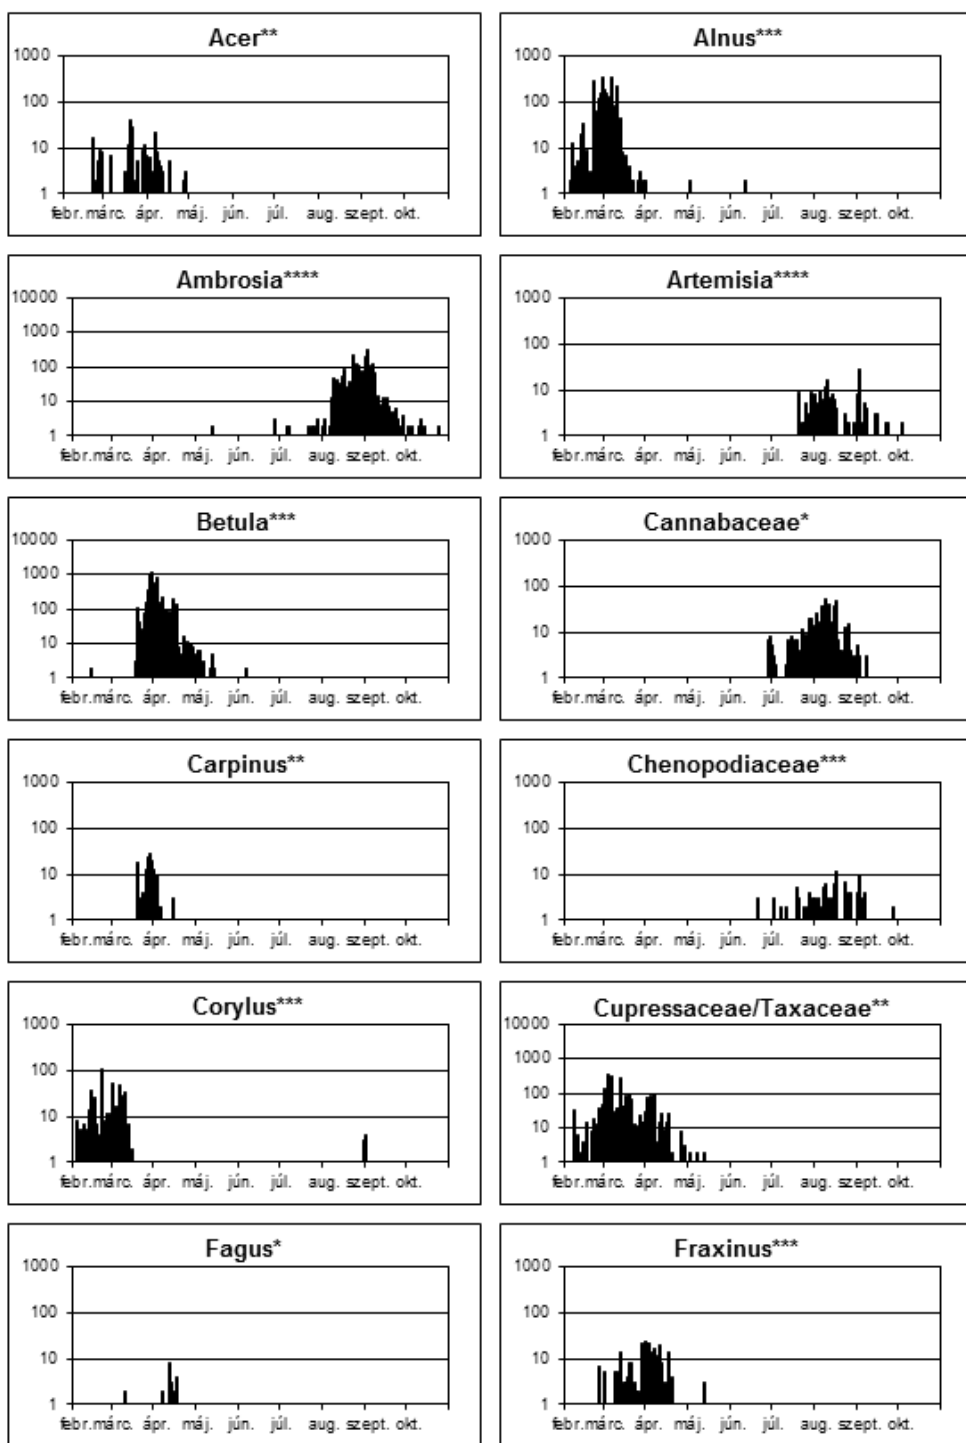 Acer**
1000
100
10
1
febr. márc. ápr. máj. jún. júl. aug. szept. okt.
Alnus***
1000
100
10
1
febr. márc. ápr. máj. jún. júl. aug. szept. okt.
Ambrosia****
10000
1000
100
10
1
febr. márc. ápr. máj. jún. júl. aug. szept. okt.
Artemisia****
1000
100
10
1
febr. márc. ápr. máj. jún. júl. aug. szept. okt.
Betula***
10000
1000
100
10
1
febr. márc. ápr. máj. jún. júl. aug. szept. okt.
Cannabaceae*
1000
100
10
1
febr. márc. ápr. máj. jún. júl. aug. szept. okt.
Carpinus**
1000
100
10
1
febr. márc. ápr. máj. jún. júl. aug. szept. okt.
Chenopodiaceae***
1000
100
10
1
febr. márc. ápr. máj. jún. júl. aug. szept. okt.
Corylus***
1000
100
10
1
febr. márc. ápr. máj. jún. júl. aug. szept. okt.
Cupressaceae/Taxaceae**
10000
1000
100
10
1
febr. márc. ápr. máj. jún. júl. aug. szept. okt.
Fagus*
1000
100
10
1
febr. márc. ápr. máj. jún. júl. aug. szept. okt.
Fraxinus***
1000
100
10
1
febr. márc. ápr. máj. jún. júl. aug. szept. okt.